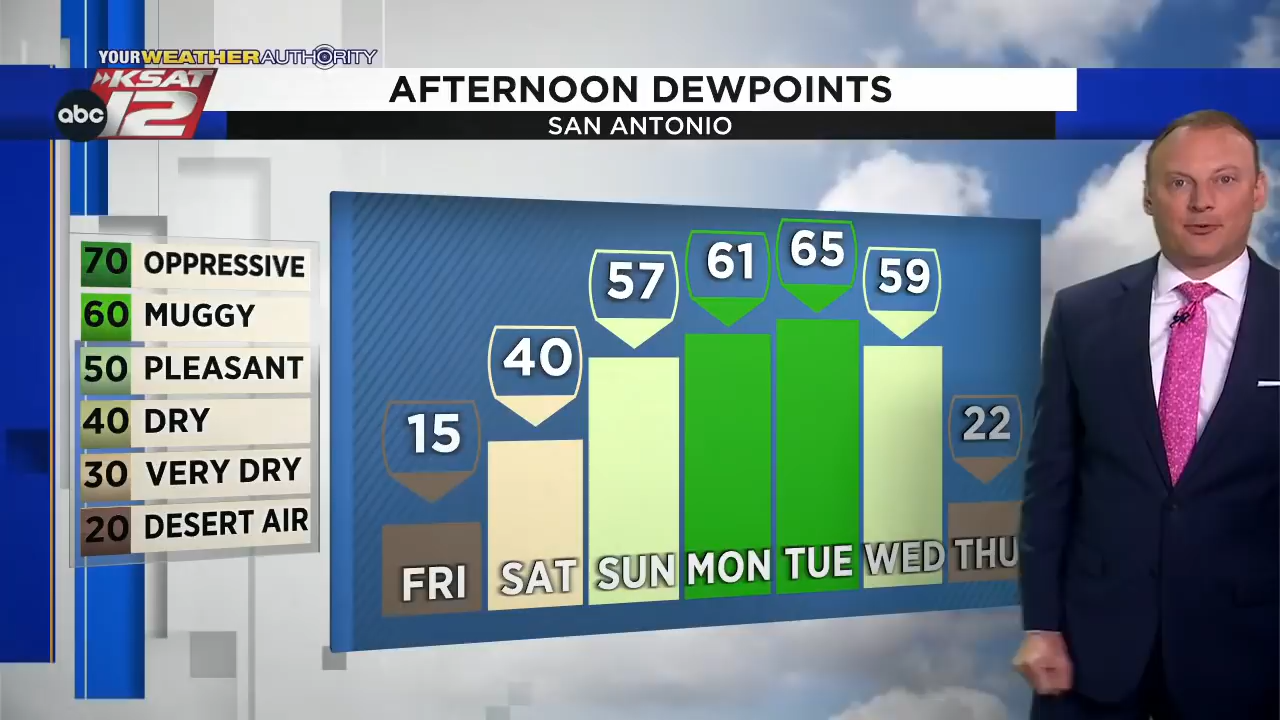 YOUR WEATHER AUTHORITY
KSAT
abc 12
AFTERNOON DEWPOINTS
SAN ANTONIO
70 OPPRESSIVE
60 MUGGY
50 PLEASANT
40 DRY
30 VERY DRY
20 DESERT AIR
15 40 57 61 65 59 22
FRI SAT SUN MON TUE WED THU